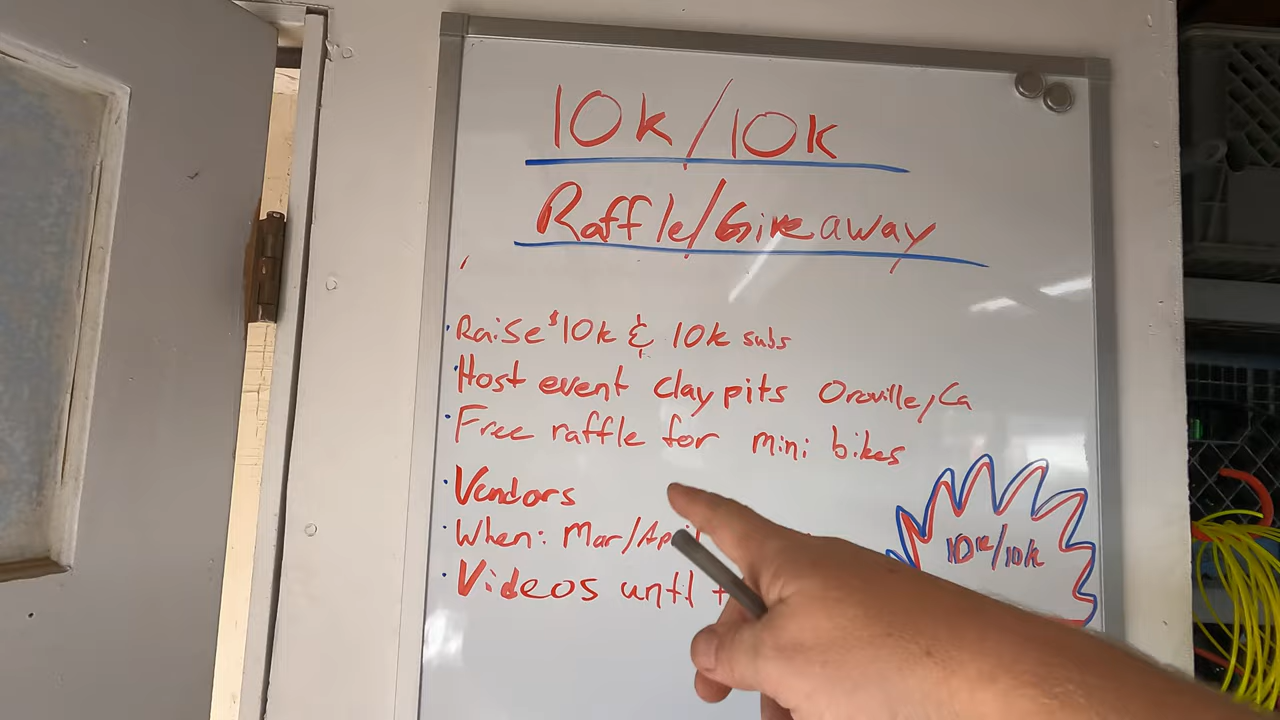 10k/10k
Raffle/Giveaway
· Raise $10k & 10k subs
· Host event clay pits Oroville, Ca
· Free raffle for mini bikes
· Vendors
· When: Mar/April
· Videos until
10k/10k